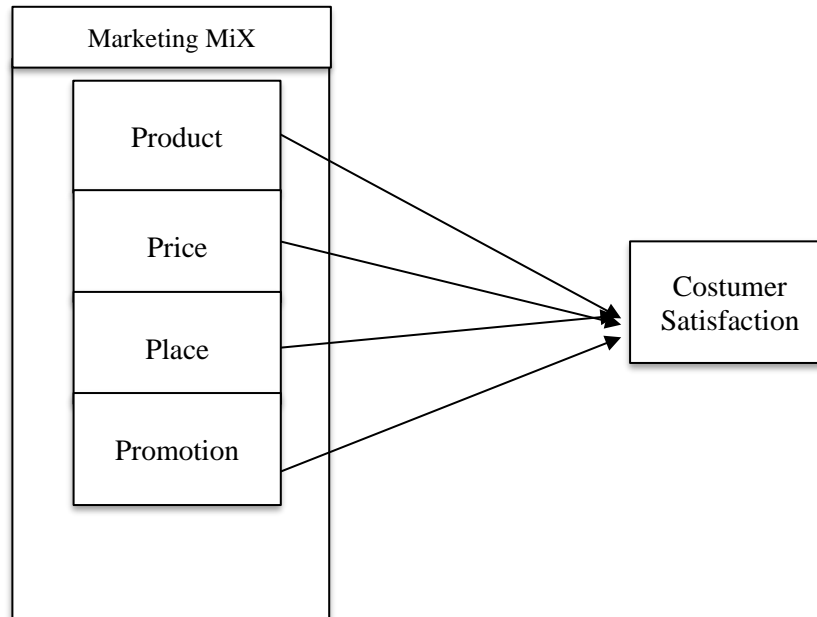 Marketing MiX
Product
Price
Place
Promotion
Costumer
Satisfaction